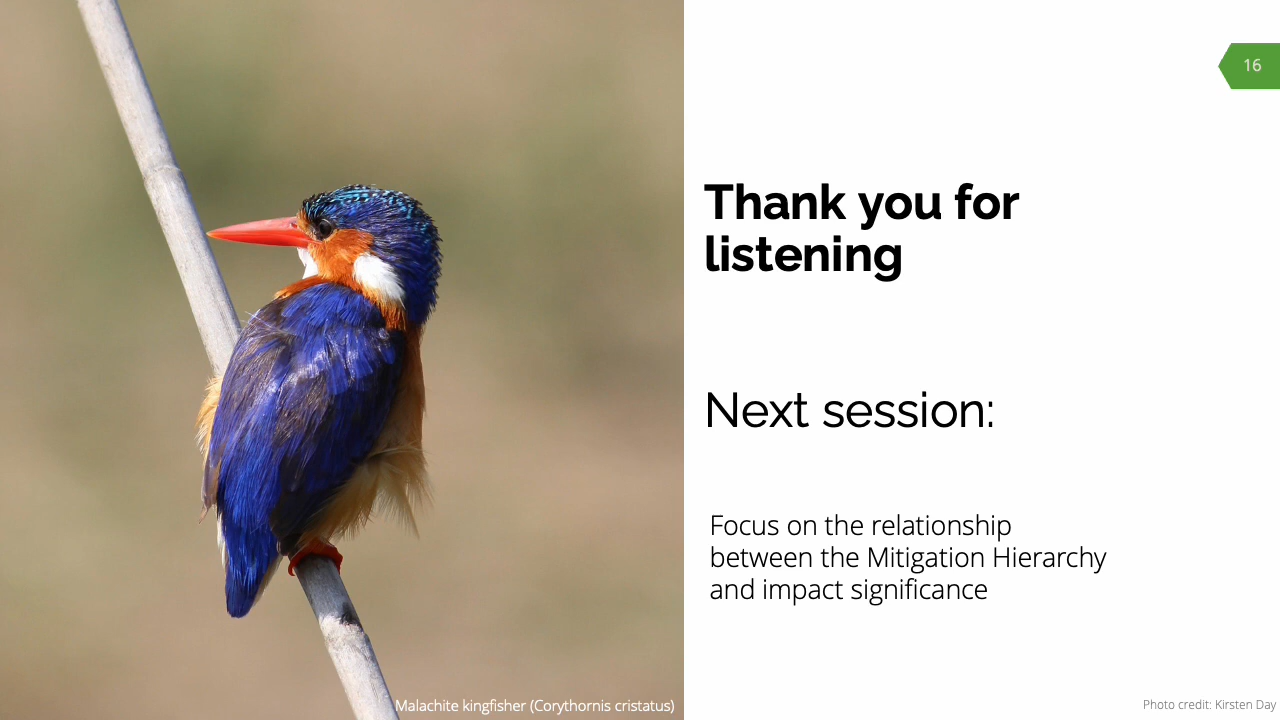 16
Thank you for
listening
Next session:
Focus on the relationship
between the Mitigation Hierarchy
and impact significance
Malachite kingfisher (Corythornis cristatus)
Photo credit: Kirsten Day